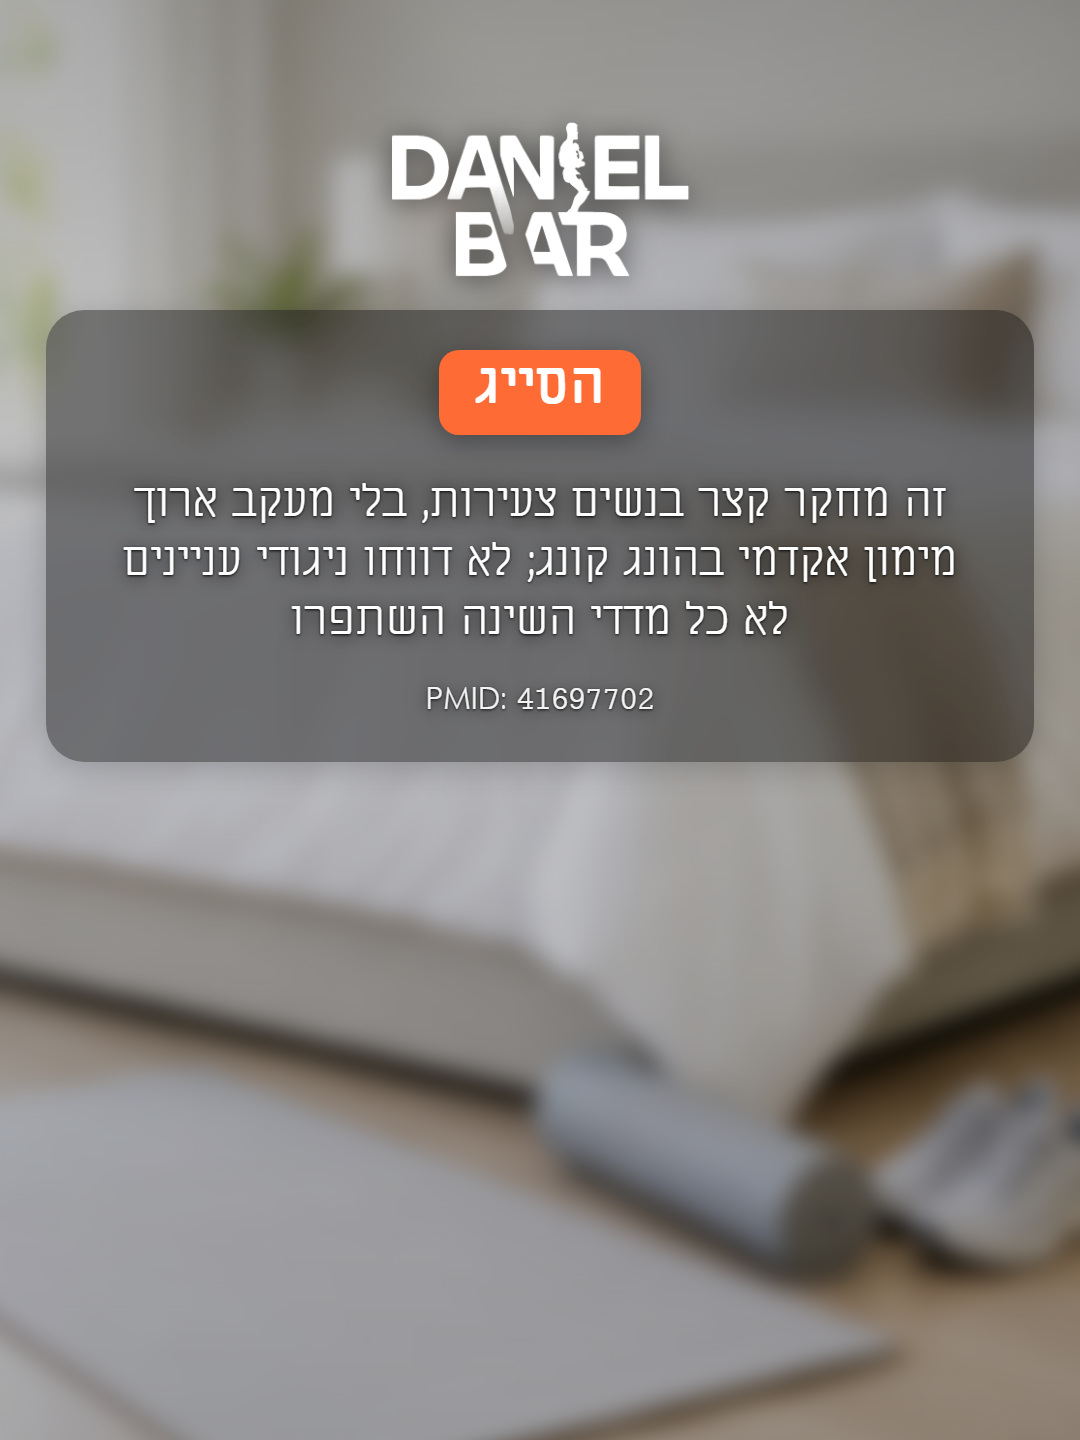 DANIEL
BAR
הסייג
זה מחקר קצר בנשים צעירות, בלי מעקב ארוך
מימון אקדמי בהונג קונג; לא דווחו ניגודי עניינים
לא כל מדדי השינה השתפרו
PMID: 41697702